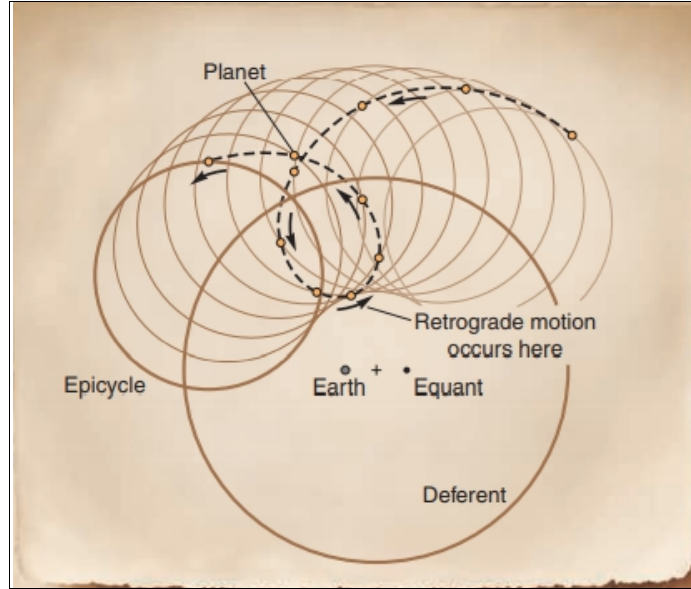 Planet
Retrograde motion
occurs here
Earth + Equant
Epicycle
Deferent